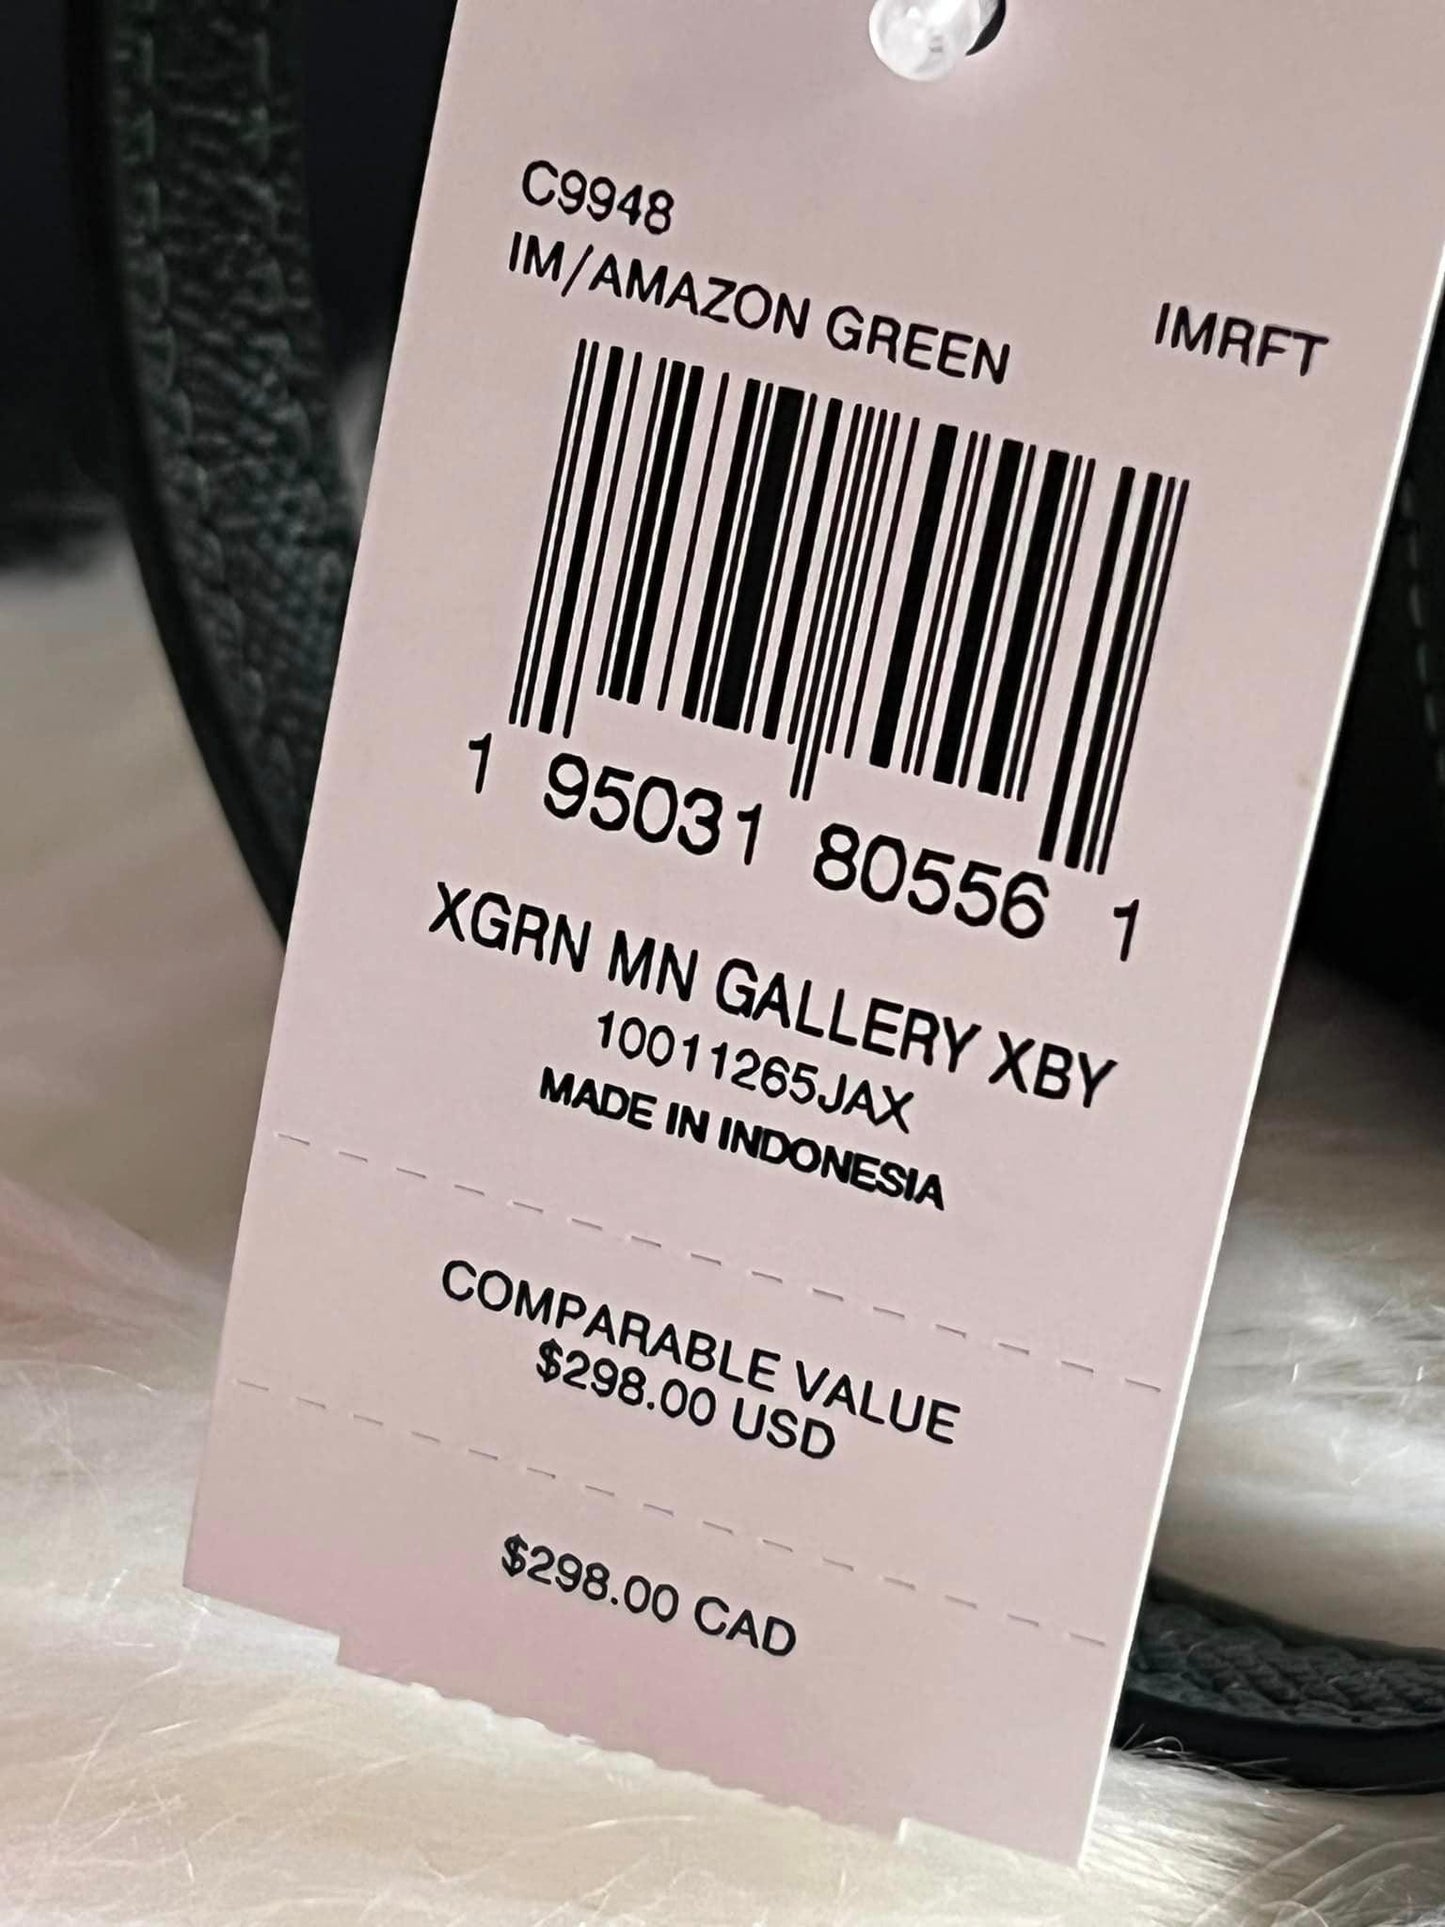 C9948
IM/AMAZON GREEN IMRFT
1 95031 80556 1
XGRN MN GALLERY XBY
10011265JAX
MADE IN INDONESIA
COMPARABLE VALUE
$298.00 USD
$298.00 CAD